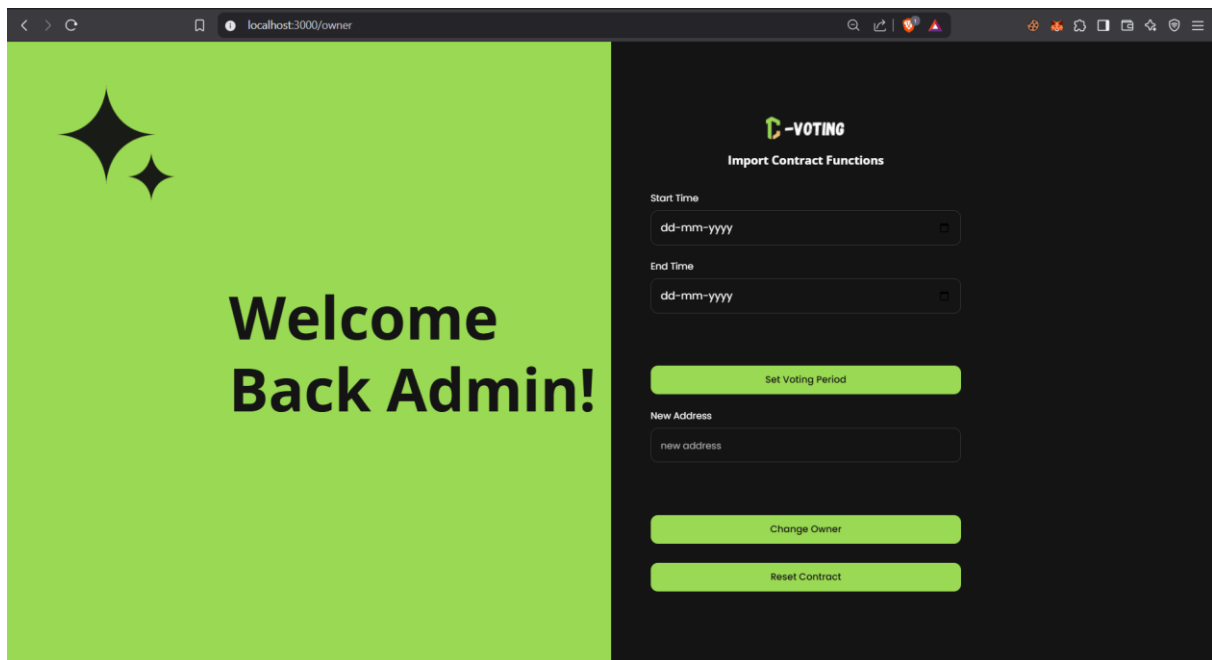 localhost:3000/owner
Welcome
Back Admin!
-VOTING
Import Contract Functions
Start Time
dd-mm-yyyy
End Time
dd-mm-yyyy
Set Voting Period
New Address
new address
Change Owner
Reset Contract